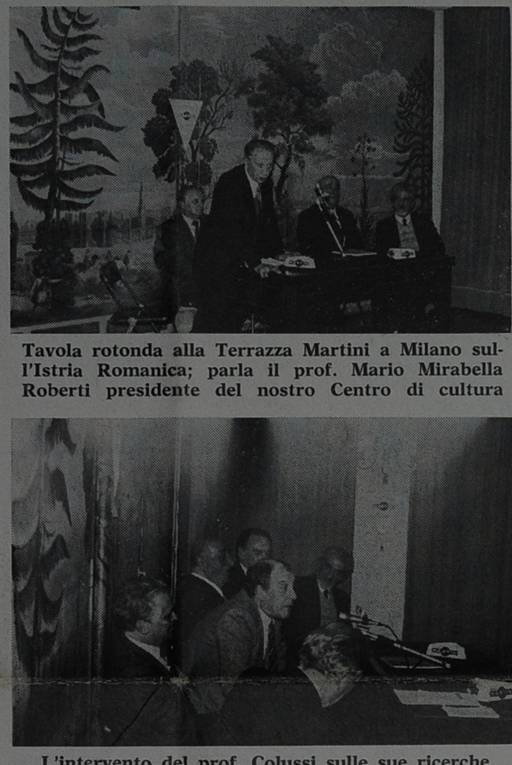 Tavola rotonda alla Terrazza Martini a Milano sul-
l'Istria Romanica; parla il prof. Mario Mirabella
Roberti presidente del nostro Centro di cultura
L'intervento del prof. Colussi sulle sue ricerche